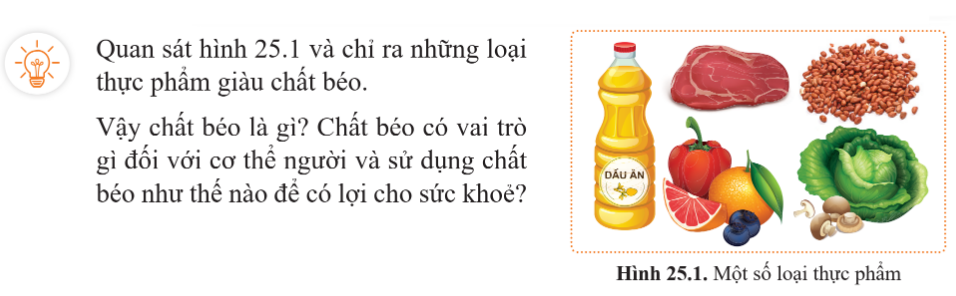 Quan sát hình 25.1 và chỉ ra những loại
thực phẩm giàu chất béo.
Vậy chất béo là gì? Chất béo có vai trò
gì đối với cơ thể người và sử dụng chất
béo như thế nào để có lợi cho sức khoẻ?
DẦU ĂN
Hình 25.1. Một số loại thực phẩm